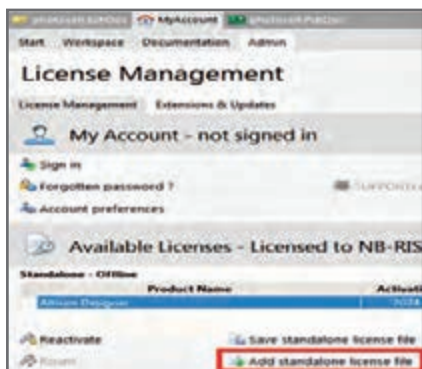 MyAccount
Start Workspace Documentation Admin
License Management
License Management Extensions & Updates
My Account - not signed in
Sign in
Forgotten password ?
Account preferences
Available Licenses - Licensed to NB-RIS
Standalone - Offline
Product Name Activati
Altium Designer
Reactivate Save standalone license file
Add standalone license file